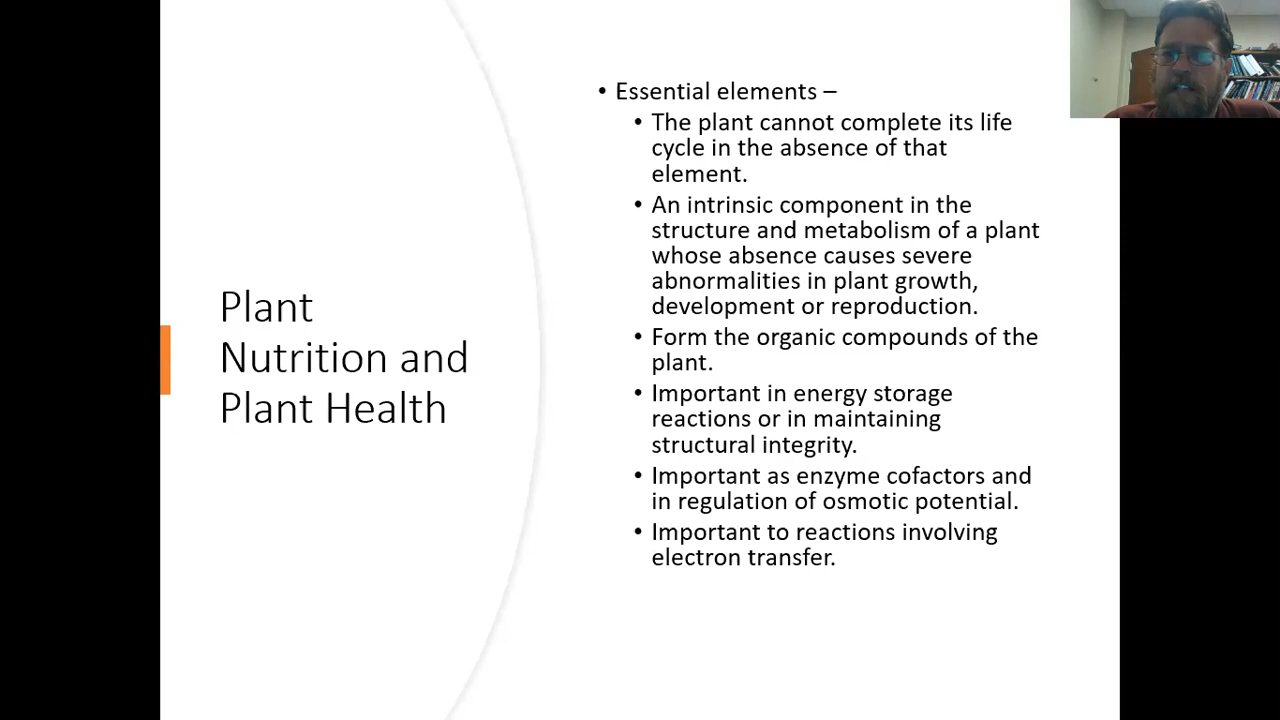 Plant
Nutrition and
Plant Health
• Essential elements –
• The plant cannot complete its life
cycle in the absence of that
element.
• An intrinsic component in the
structure and metabolism of a plant
whose absence causes severe
abnormalities in plant growth,
development or reproduction.
• Form the organic compounds of the
plant.
• Important in energy storage
reactions or in maintaining
structural integrity.
• Important as enzyme cofactors and
in regulation of osmotic potential.
• Important to reactions involving
electron transfer.